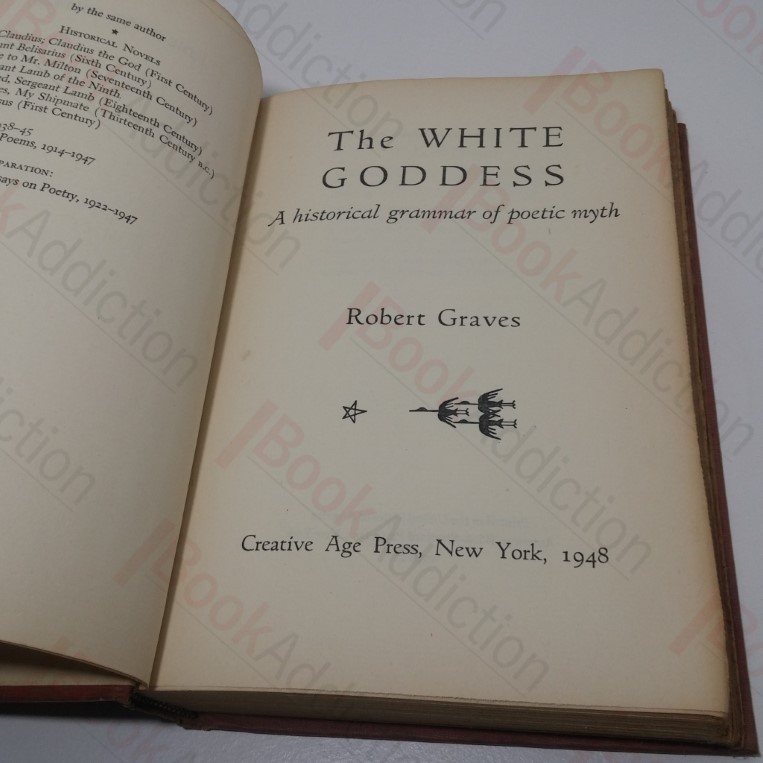 by the same author
HISTORICAL NOVELS
Claudius, Claudius the God (First Century)
Belisarius (Sixth Century)
to Mr. Milton (Seventeenth Century)
Lamb of the Ninth
Sergeant Lamb (Eighteenth Century)
My Shipmate (Thirteenth Century B.C.)
(First Century)
38-45
Poems, 1914-1947
on Poetry, 1922-1947
The WHITE
GODDESS
A historical grammar of poetic myth
Robert Graves
Creative Age Press, New York, 1948
BookAddiction